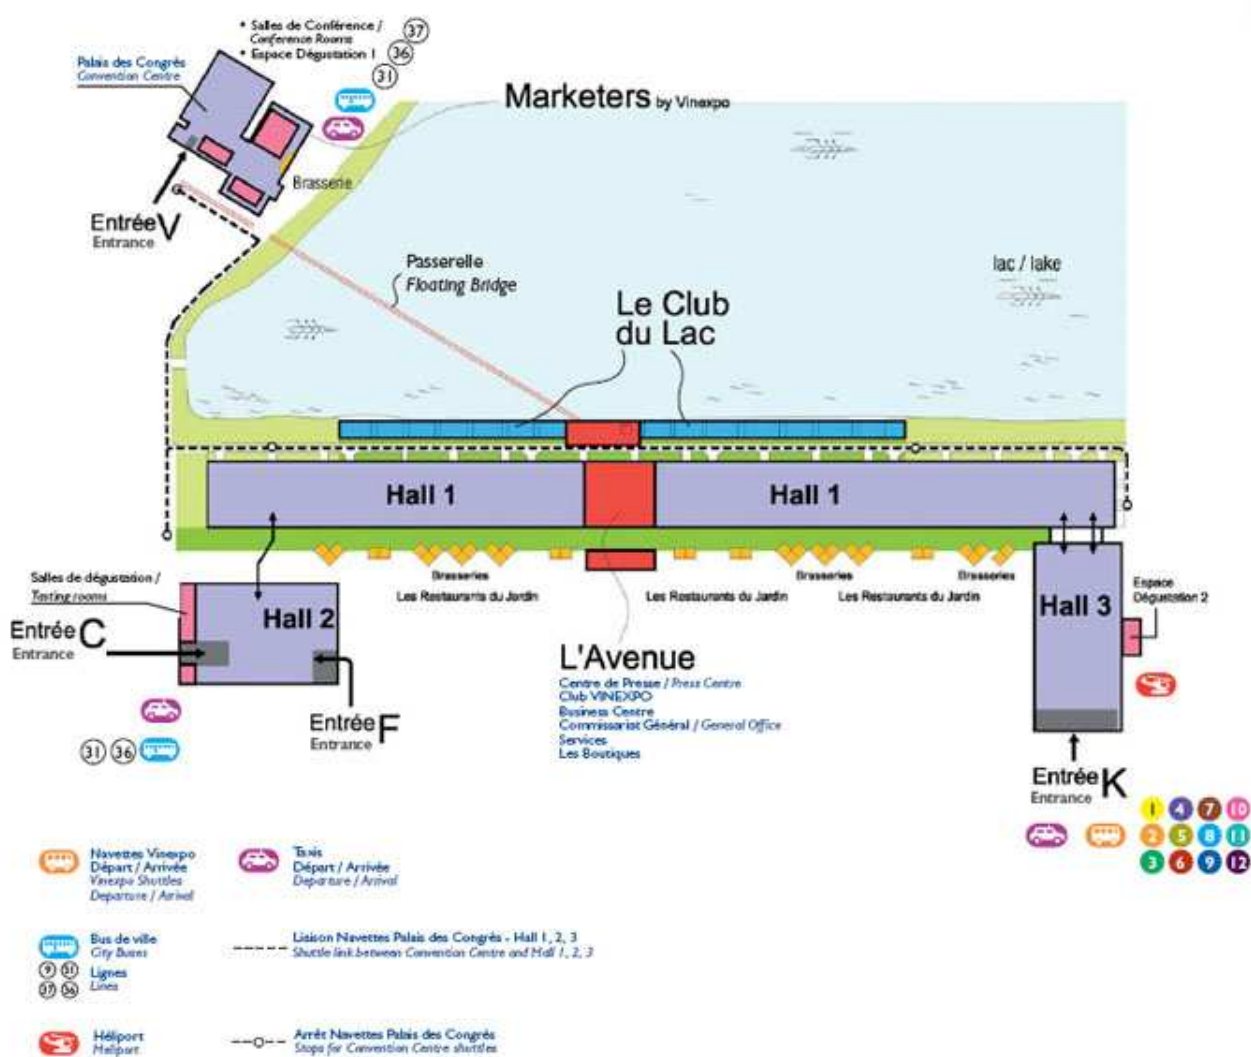 • Salles de Conférence /
Conference Rooms
• Espace Dégustation 1
37
36
31
Palais des Congrés
Convention Centre
Marketers by Vinexpo
Brasserie
Entrée V
Entrance
Passerelle
Floating Bridge
lac / lake
Le Club
du Lac
Hall 1
Hall 1
Salles de dégustation /
Tasting rooms
Hall 2
Entrée C
Entrance
Entrée F
Entrance
31 36
Brasseries
Les Restaurants du Jardin
Brasseries
Brasseries
Les Restaurants du Jardin
Les Restaurants du Jardin
Hall 3
Espace
Dégustation 2
L'Avenue
Centre de Presse / Press Centre
Club VINEXPO
Business Centre
Commissariat Général / General Office
Services
Les Boutiques
Entrée K
Entrance
1 4 7 10
2 5 8 11
3 6 9 12
Navettes Vinexpo
Départ / Arrivée
Vinexpo Shuttles
Departure / Arrival
Taxis
Départ / Arrivée
Departure / Arrival
Bus de ville
City Buses
9 31
37 36
Lignes
Lines
Liaison Navettes Palais des Congrés - Hall 1, 2, 3
Shuttle link between Convention Centre and Hall 1, 2, 3
Héliport
Heliport
Arrêt Navettes Palais des Congrés
Stops for Convention Centre shuttles